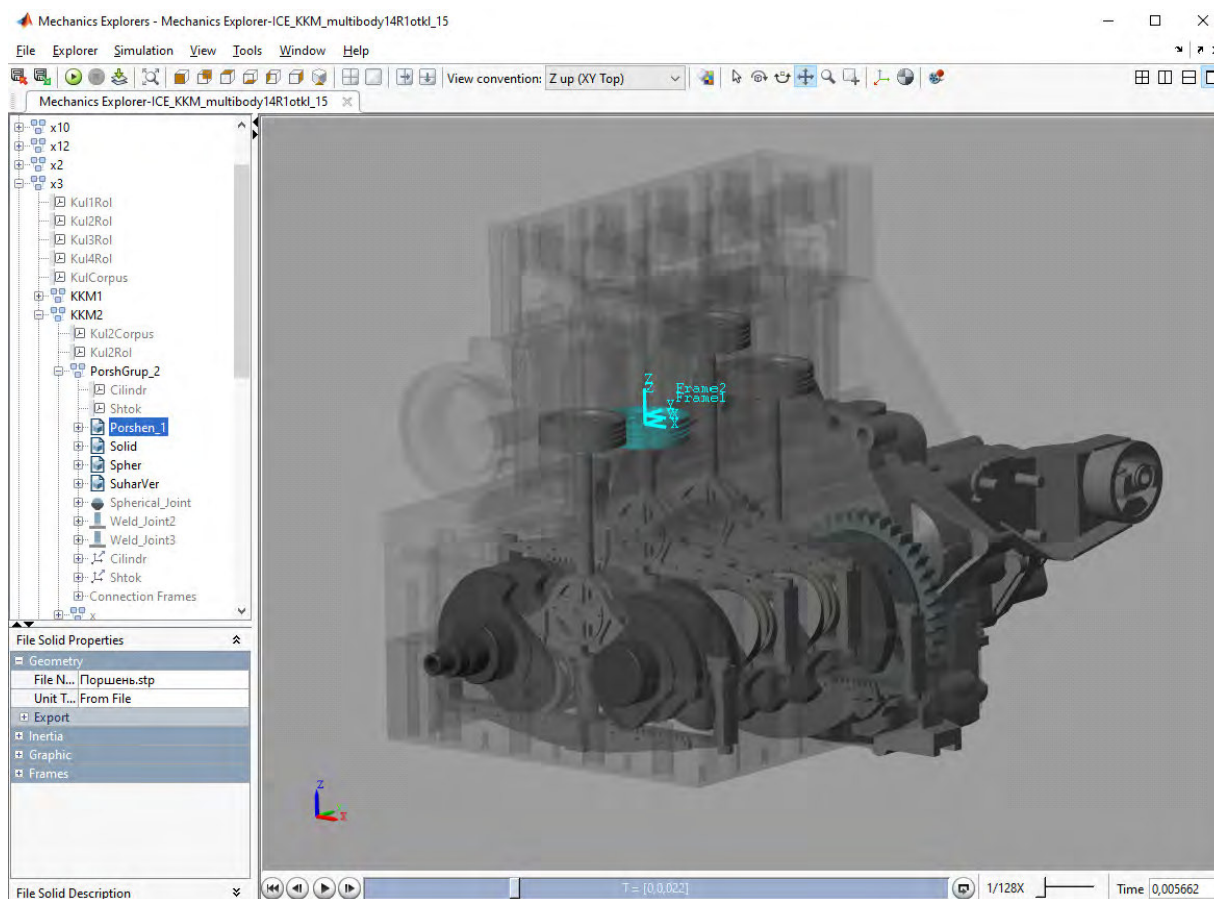 Mechanics Explorers - Mechanics Explorer-ICE_KKM_multibody14R1otkl_15
File Explorer Simulation View Tools Window Help
View convention: Z up (XY Top)
Mechanics Explorer-ICE_KKM_multibody14R1otkl_15
x10
x12
x2
x3
Kul1Rol
Kul2Rol
Kul3Rol
Kul4Rol
KulCorpus
KKM1
KKM2
Kul2Corpus
Kul2Rol
PorshGrup_2
Cilindr
Shtok
Porshen_1
Solid
Spher
SuharVer
Spherical_Joint
Weld_Joint2
Weld_Joint3
Cilindr
Shtok
Connection Frames
x
File Solid Properties
Geometry
File N... Поршень.stp
Unit T... From File
Export
Inertia
Graphic
Frames
File Solid Description
Z
Z
Frame2
Frame1
Y
X
Z
X
T = [0,0,022]
1/128X
Time 0,005662